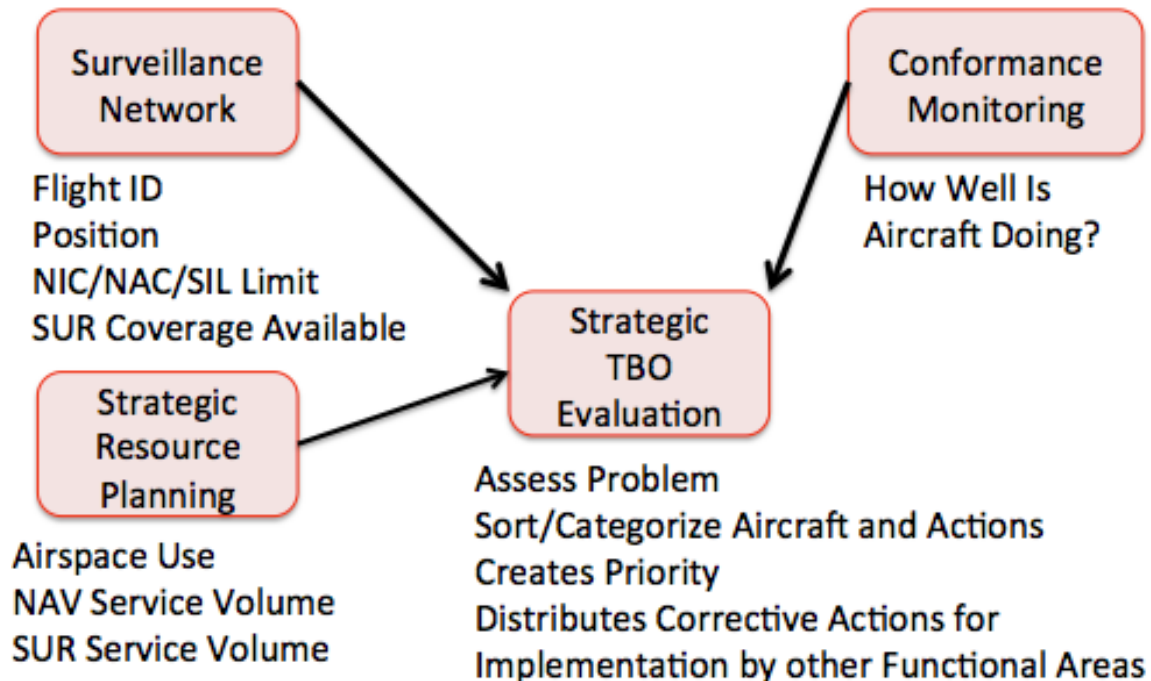 Surveillance
Network
Conformance
Monitoring
Flight ID
Position
NIC/NAC/SIL Limit
SUR Coverage Available
How Well Is
Aircraft Doing?
Strategic
TBO
Evaluation
Strategic
Resource
Planning
Airspace Use
NAV Service Volume
SUR Service Volume
Assess Problem
Sort/Categorize Aircraft and Actions
Creates Priority
Distributes Corrective Actions for
Implementation by other Functional Areas